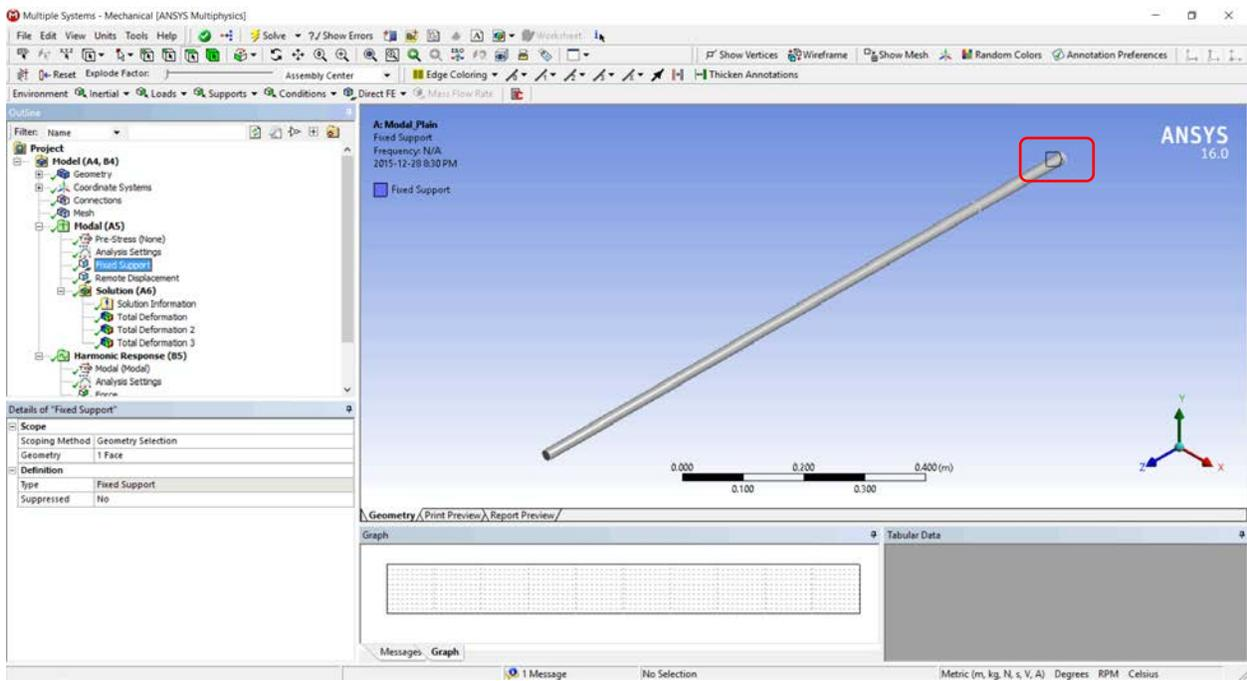 Multiple Systems - Mechanical [ANSYS Multiphysics]
File Edit View Units Tools Help Solve ?/ Show Errors Worksheet
Show Vertices Wireframe Show Mesh Random Colors Annotation Preferences
Reset Explode Factor: Assembly Center Edge Coloring Thicken Annotations
Environment Inertial Loads Supports Conditions Direct FE Mass Flow Rate
Outline
Filter: Name
Project
Model (A4, B4)
Geometry
Coordinate Systems
Connections
Mesh
Modal (A5)
Pre-Stress (None)
Analysis Settings
Fixed Support
Remote Displacement
Solution (A6)
Solution Information
Total Deformation
Total Deformation 2
Total Deformation 3
Harmonic Response (B5)
Modal (Modal)
Analysis Settings
Force
Details of "Fixed Support"
Scope
Scoping Method Geometry Selection
Geometry 1 Face
Definition
Type Fixed Support
Suppressed No
A: Modal_Plain
Fixed Support
Frequency: N/A
2015-12-28 8:30 PM
Fixed Support
ANSYS
16.0
0.000 0.200 0.400 (m)
0.100 0.300
Y
Z X
Geometry Print Preview Report Preview
Graph
Tabular Data
Messages Graph
1 Message No Selection Metric (m, kg, N, s, V, A) Degrees RPM Celsius